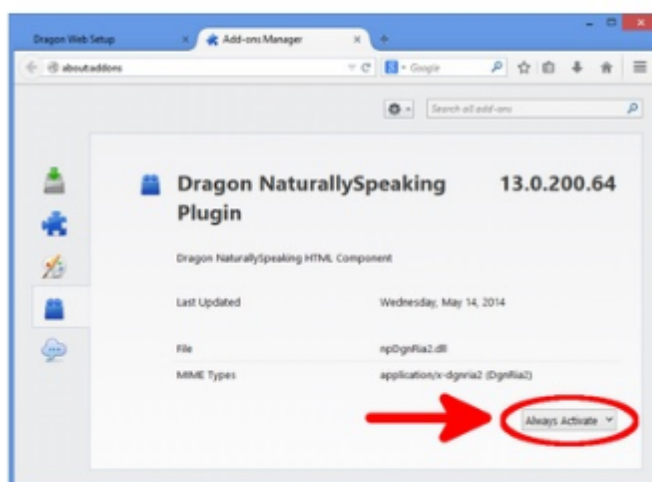 Dragon Web Setup
Add-ons Manager
about:addons
Google
Search all add-ons
Dragon NaturallySpeaking 13.0.200.64
Plugin
Dragon NaturallySpeaking HTML Component
Last Updated Wednesday, May 14, 2014
File npDgnRia2.dll
MIME Types application/x-dgnria2 (DgnRia2)
Always Activate